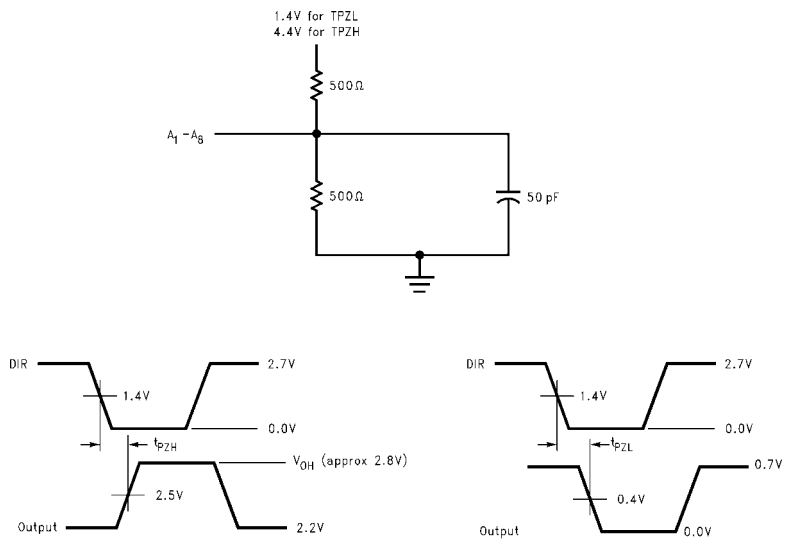 1.4V for TPZL
4.4V for TPZH
500Ω
A1 -A8
500Ω
50 pF
DIR
2.7V
1.4V
0.0V
tPZH
VOH (approx 2.8V)
2.5V
Output
2.2V
DIR
2.7V
1.4V
0.0V
tPZL
0.7V
0.4V
Output
0.0V